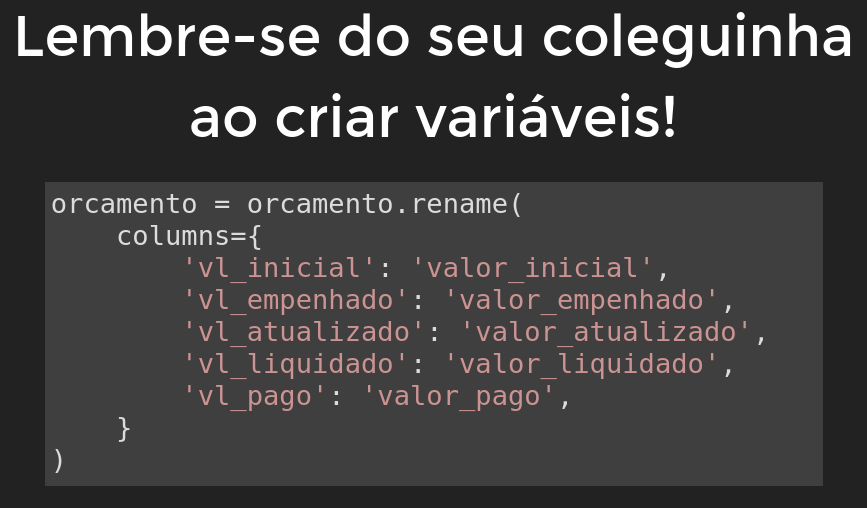 Lembre-se do seu coleguinha
ao criar variáveis!
orcamento = orcamento.rename(
    columns={
        'vl_inicial': 'valor_inicial',
        'vl_empenhado': 'valor_empenhado',
        'vl_atualizado': 'valor_atualizado',
        'vl_liquidado': 'valor_liquidado',
        'vl_pago': 'valor_pago',
    }
)